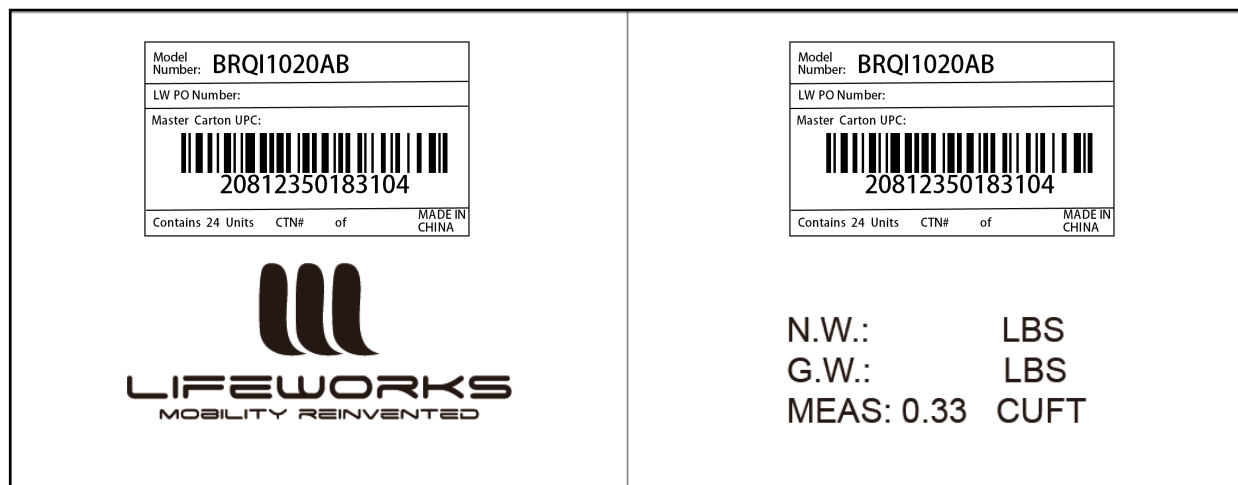 Model
Number: BRQI1020AB
LW PO Number:
Master Carton UPC:
20812350183104
Contains 24 Units CTN# of MADE IN
CHINA
LIFEWORKS
MOBILITY REINVENTED
Model
Number: BRQI1020AB
LW PO Number:
Master Carton UPC:
20812350183104
Contains 24 Units CTN# of MADE IN
CHINA
N.W.: LBS
G.W.: LBS
MEAS: 0.33 CUFT